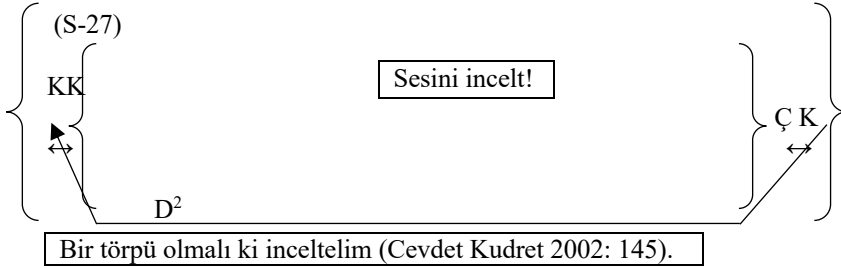 (S-27)
KK
Sesini incelt!
Ç K
D²
Bir törpü olmalı ki inceltelim (Cevdet Kudret 2002: 145).